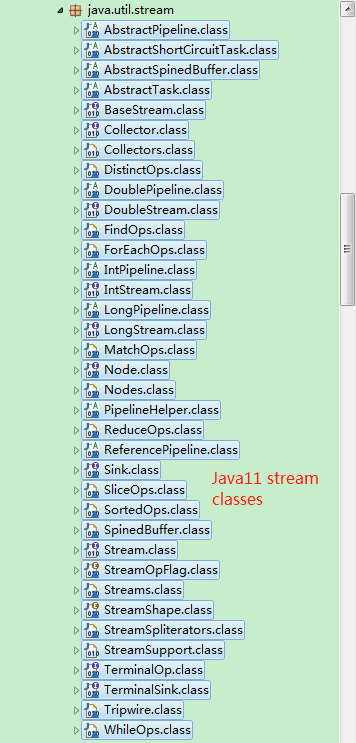 java.util.stream
AbstractPipeline.class
AbstractShortCircuitTask.class
AbstractSpinedBuffer.class
AbstractTask.class
BaseStream.class
Collector.class
Collectors.class
DistinctOps.class
DoublePipeline.class
DoubleStream.class
FindOps.class
ForEachOps.class
IntPipeline.class
IntStream.class
LongPipeline.class
LongStream.class
MatchOps.class
Node.class
Nodes.class
PipelineHelper.class
ReduceOps.class
ReferencePipeline.class
Sink.class
SliceOps.class
SortedOps.class
SpinedBuffer.class
Stream.class
StreamOpFlag.class
Streams.class
StreamShape.class
StreamSpliterators.class
StreamSupport.class
TerminalOp.class
TerminalSink.class
Tripwire.class
WhileOps.class
Java11 stream
classes